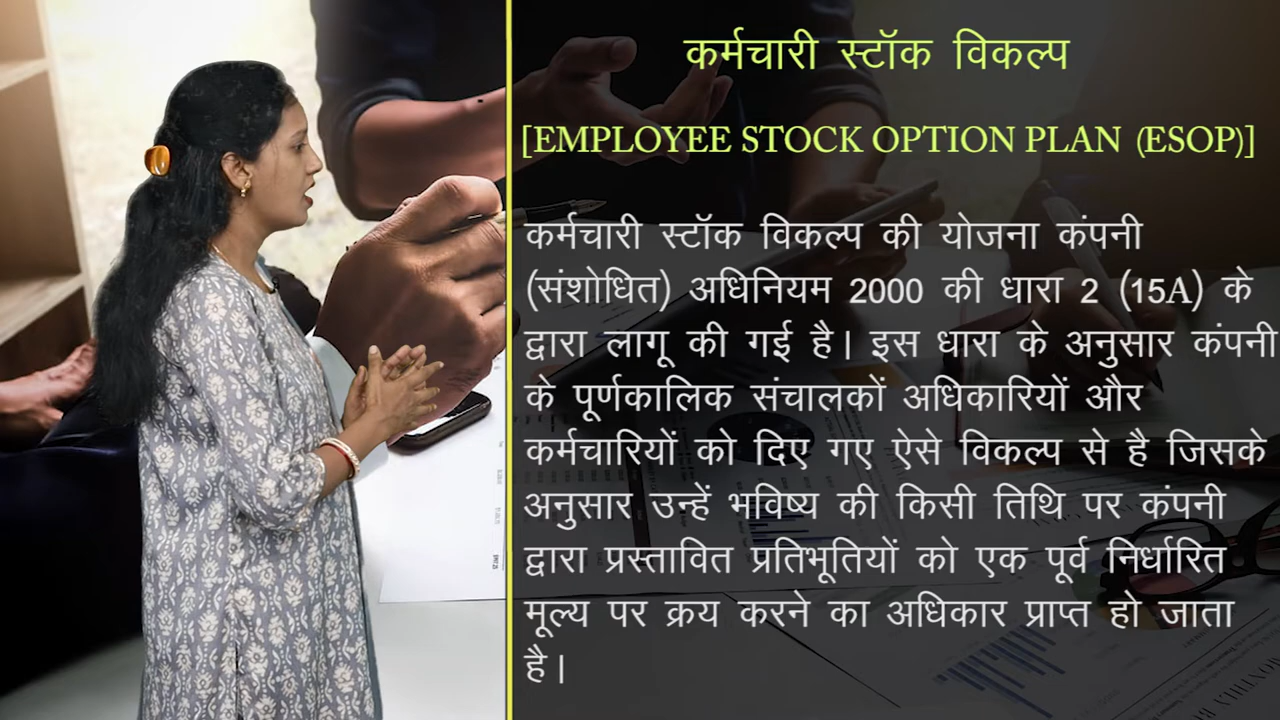 कर्मचारी स्टॉक विकल्प
[EMPLOYEE STOCK OPTION PLAN (ESOP)]
कर्मचारी स्टॉक विकल्प की योजना कंपनी
(संशोधित) अधिनियम 2000 की धारा 2 (15A) के
द्वारा लागू की गई है। इस धारा के अनुसार कंपनी
के पूर्णकालिक संचालकों अधिकारियों और
कर्मचारियों को दिए गए ऐसे विकल्प से है जिसके
अनुसार उन्हें भविष्य की किसी तिथि पर कंपनी
द्वारा प्रस्तावित प्रतिभूतियों को एक पूर्व निर्धारित
मूल्य पर क्रय करने का अधिकार प्राप्त हो जाता
है।